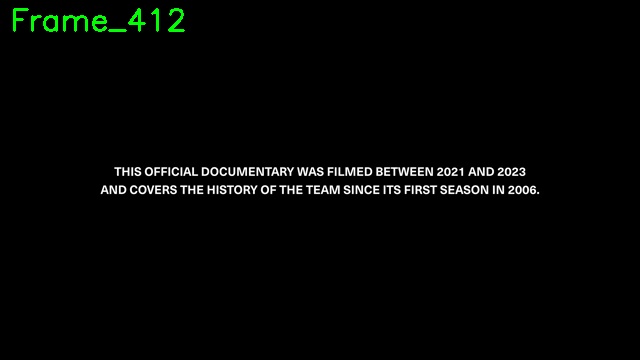 Frame_412
THIS OFFICIAL DOCUMENTARY WAS FILMED BETWEEN 2021 AND 2023
AND COVERS THE HISTORY OF THE TEAM SINCE ITS FIRST SEASON IN 2006.